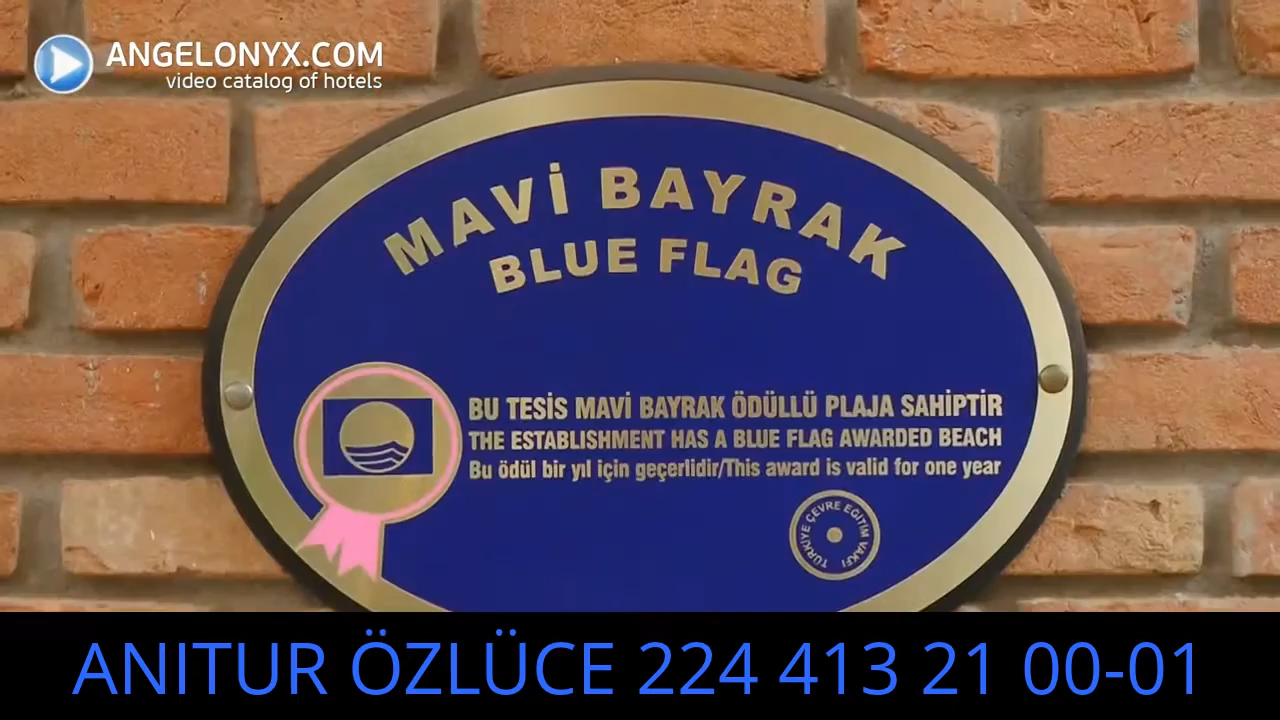 ANGELONYX.COM
video catalog of hotels
MAVİ BAYRAK
BLUE FLAG
BU TESİS MAVİ BAYRAK ÖDÜLLÜ PLAJA SAHİPTİR
THE ESTABLISHMENT HAS A BLUE FLAG AWARDED BEACH
Bu ödül bir yıl için geçerlidir/This award is valid for one year
TÜRKİYE ÇEVRE EĞİTİM VAKFI
ANITUR ÖZLÜCE 224 413 21 00-01